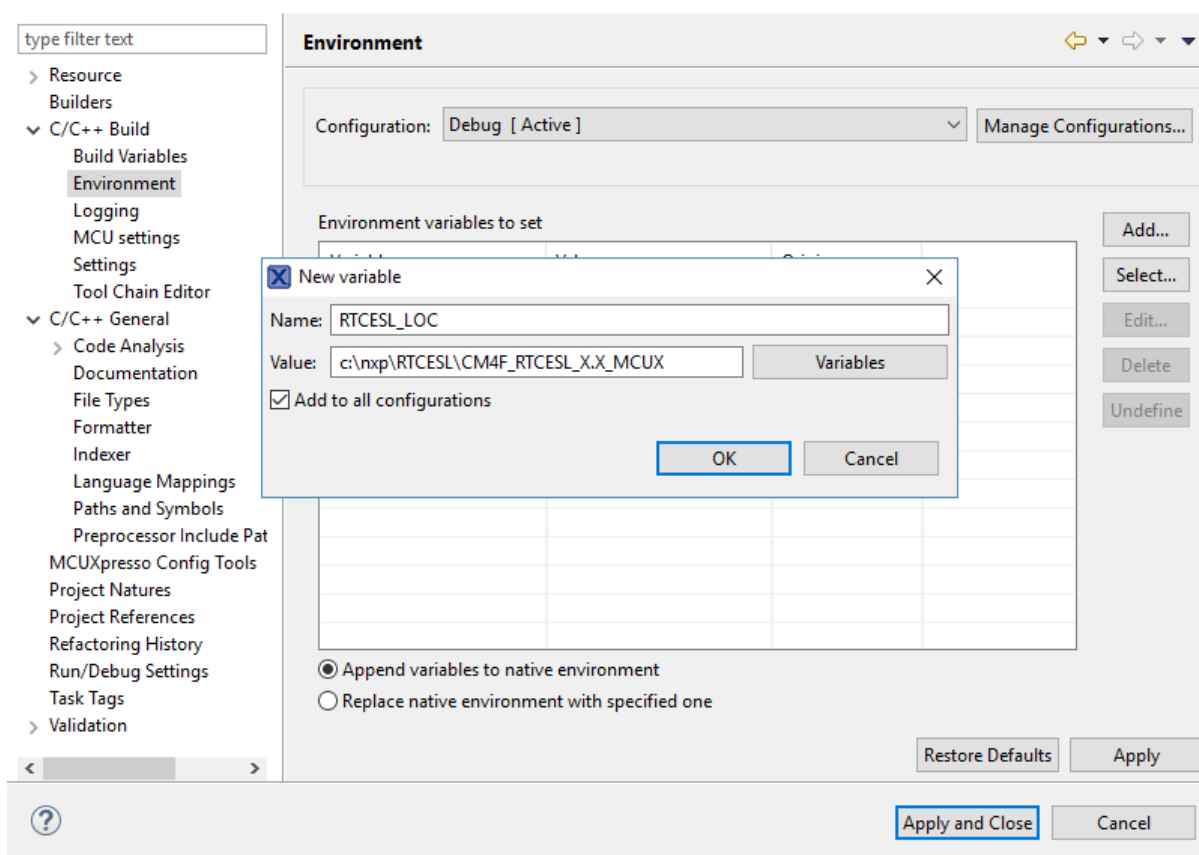 type filter text
Resource
Builders
C/C++ Build
Build Variables
Environment
Logging
MCU settings
Settings
Tool Chain Editor
C/C++ General
Code Analysis
Documentation
File Types
Formatter
Indexer
Language Mappings
Paths and Symbols
Preprocessor Include Pat
MCUXpresso Config Tools
Project Natures
Project References
Refactoring History
Run/Debug Settings
Task Tags
Validation
Environment
Configuration: Debug [ Active ] Manage Configurations...
Environment variables to set
Add...
Select...
Edit...
Delete
Undefine
New variable
Name: RTCESL_LOC
Value: c:\nxp\RTCESL\CM4F_RTCESL_X.X_MCUX Variables
Add to all configurations
OK Cancel
Append variables to native environment
Replace native environment with specified one
Restore Defaults Apply
Apply and Close Cancel